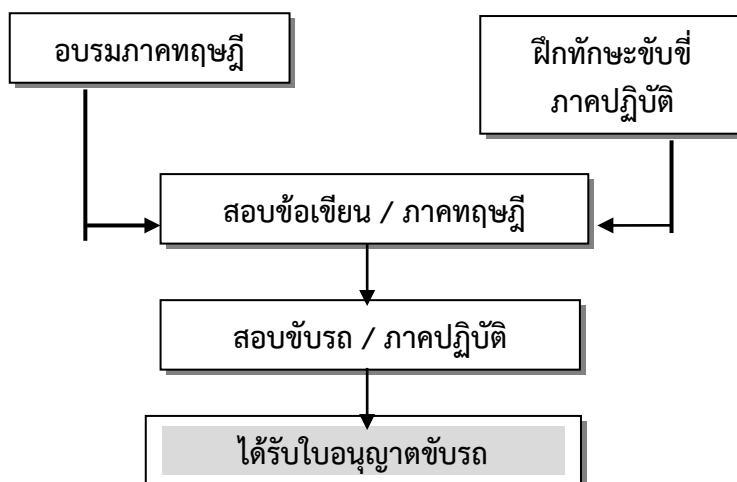 อบรมภาคทฤษฎี
ฝึกทักษะขับขี่
ภาคปฏิบัติ
สอบข้อเขียน / ภาคทฤษฎี
สอบขับรถ / ภาคปฏิบัติ
ได้รับใบอนุญาตขับรถ